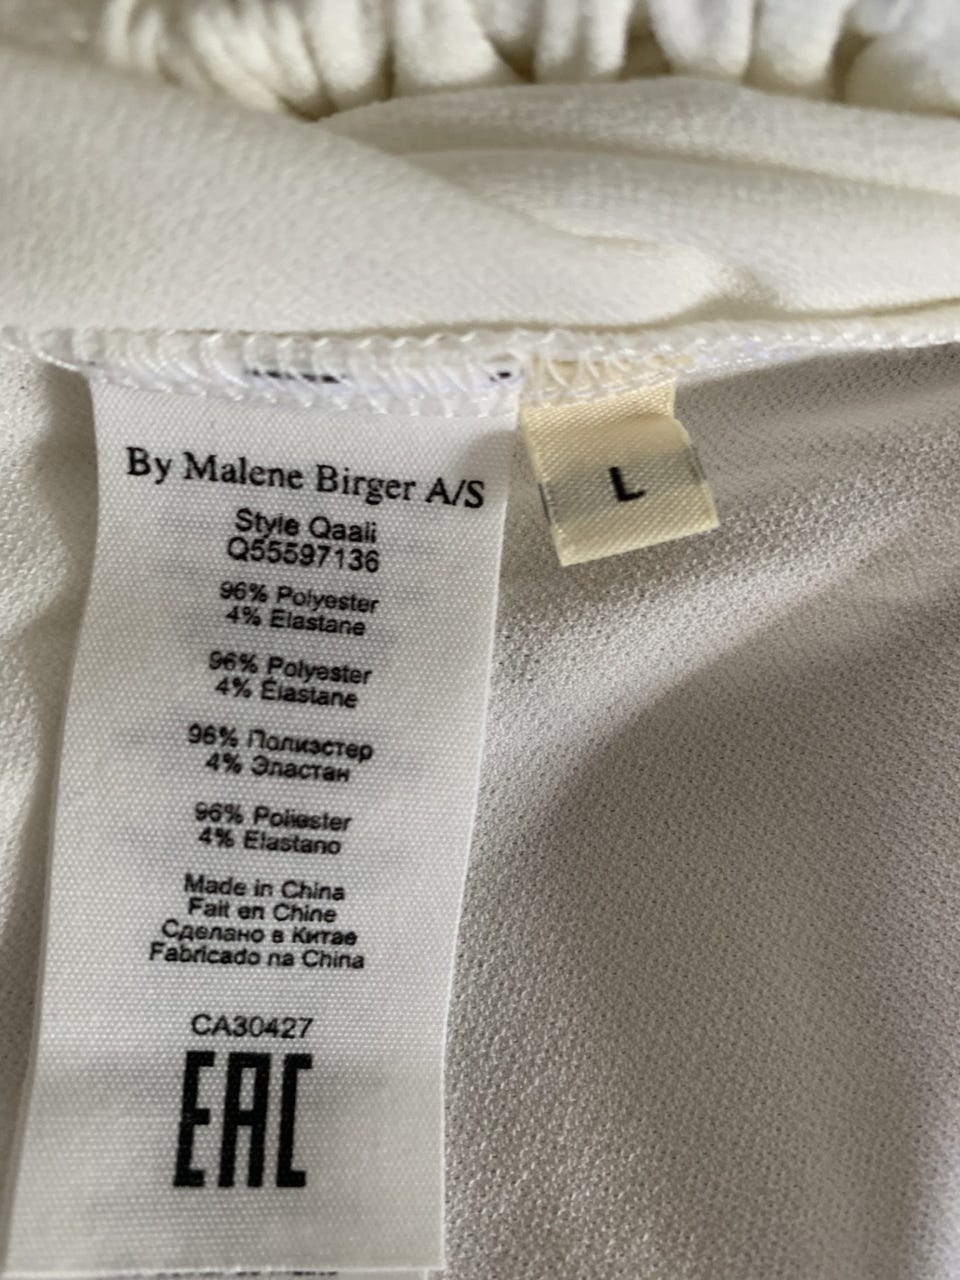 By Malene Birger A/S
L
Style Qaali
Q55597136
96% Polyester
4% Elastane
96% Polyester
4% Élastane
96% Полиэстер
4% Эластан
96% Poliéster
4% Elastano
Made in China
Fait en Chine
Сделано в Китае
Fabricado na China
CA30427
EAC